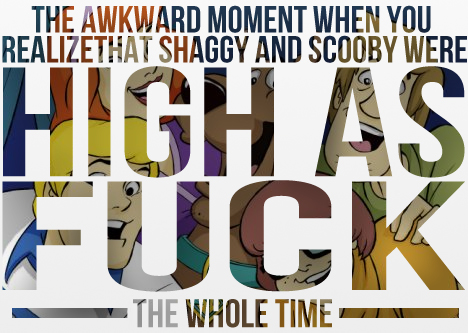 THE AWKWARD MOMENT WHEN YOU
REALIZETHAT SHAGGY AND SCOOBY WERE
HIGH AS
FUCK
THE WHOLE TIME